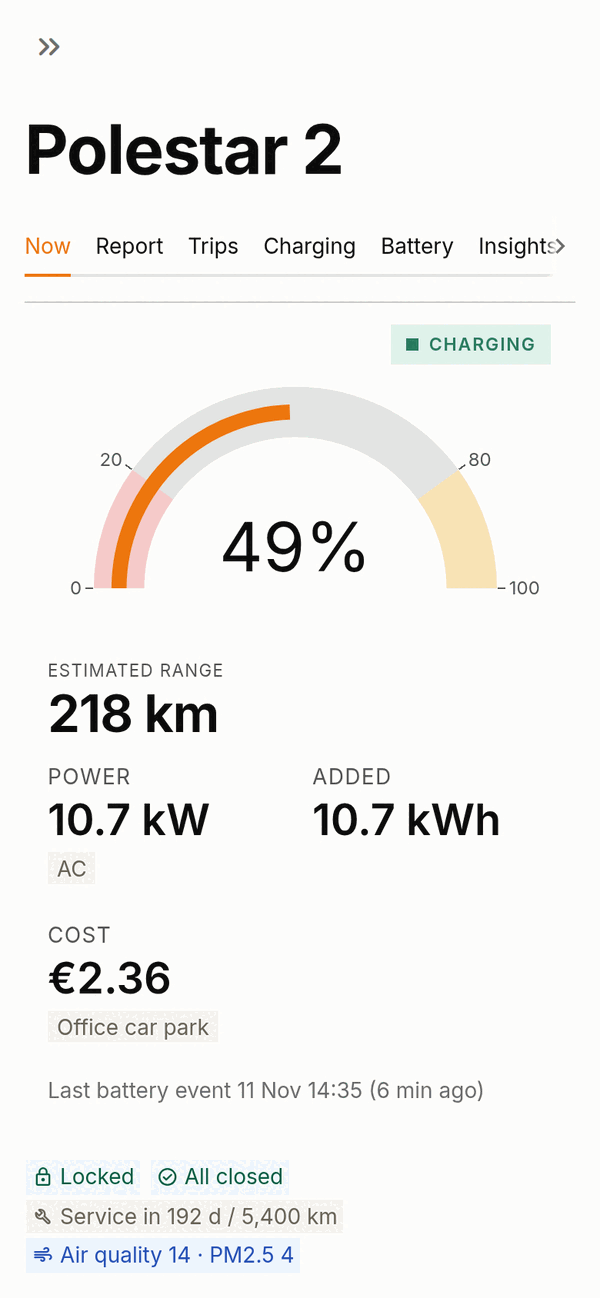 Polestar 2
Now Report Trips Charging Battery Insights
CHARGING
20 80
49%
0 100
ESTIMATED RANGE
218 km
POWER ADDED
10.7 kW 10.7 kWh
AC
COST
€2.36
Office car park
Last battery event 11 Nov 14:35 (6 min ago)
Locked All closed
Service in 192 d / 5,400 km
Air quality 14 · PM2.5 4